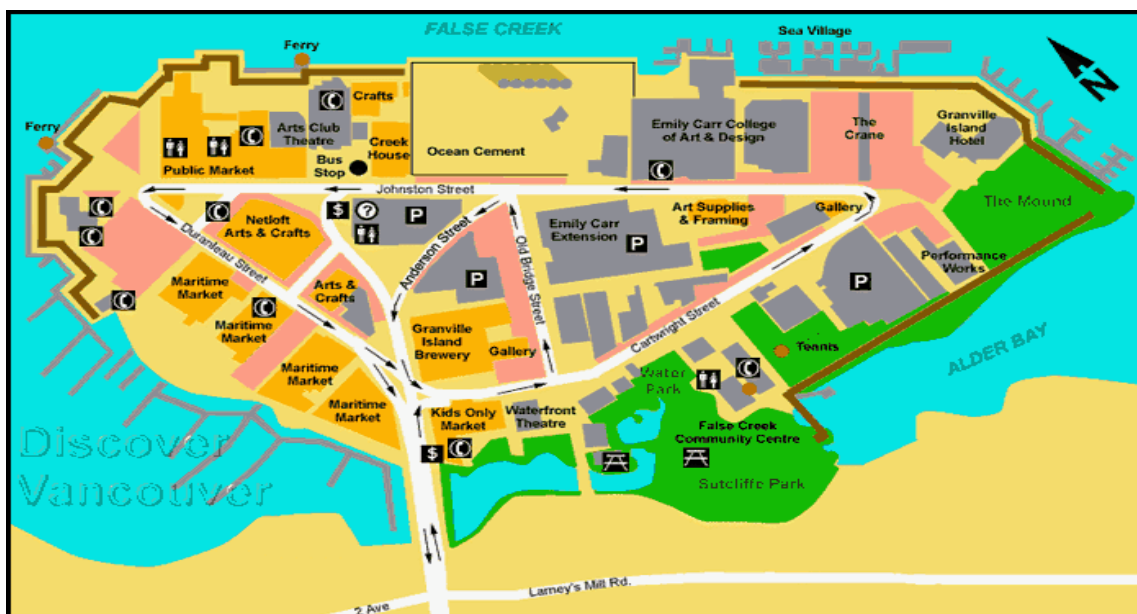 FALSE CREEK
Sea Village
Ferry
N
Ferry
Crafts
Arts Club
Theatre
Creek
House
Bus
Stop
Public Market
Ocean Cement
Emily Carr College
of Art & Design
The
Crane
Granville
Island
Hotel
The Mound
Johnston Street
$
?
P
Netloft
Arts & Crafts
Duranleau Street
Anderson Street
Old Bridge Street
Emily Carr
Extension
P
Art Supplies
& Framing
Gallery
Performance
Works
P
Maritime
Market
Arts &
Crafts
P
Maritime
Market
Granville
Island
Brewery
Gallery
Cartwright Street
Tennis
ALDER BAY
Maritime
Market
Maritime
Market
Water
Park
Kids Only
Market
Waterfront
Theatre
$
False Creek
Community Centre
Sutcliffe Park
Discover
Vancouver
2 Ave
Lamey's Mill Rd.